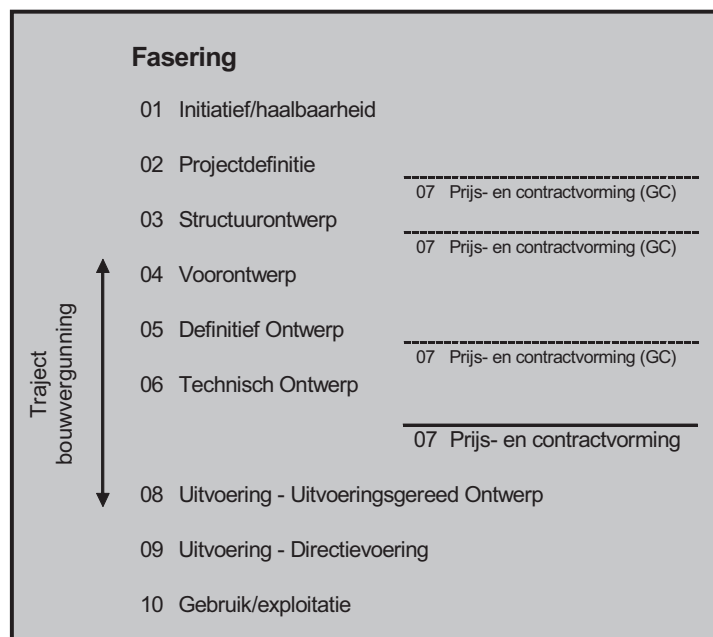 Fasering
01 Initiatief/haalbaarheid
02 Projectdefinitie
07 Prijs- en contractvorming (GC)
03 Structuurontwerp
07 Prijs- en contractvorming (GC)
04 Voorontwerp
05 Definitief Ontwerp
07 Prijs- en contractvorming (GC)
06 Technisch Ontwerp
07 Prijs- en contractvorming
08 Uitvoering - Uitvoeringsgereed Ontwerp
09 Uitvoering - Directievoering
10 Gebruik/exploitatie
Traject
bouwvergunning